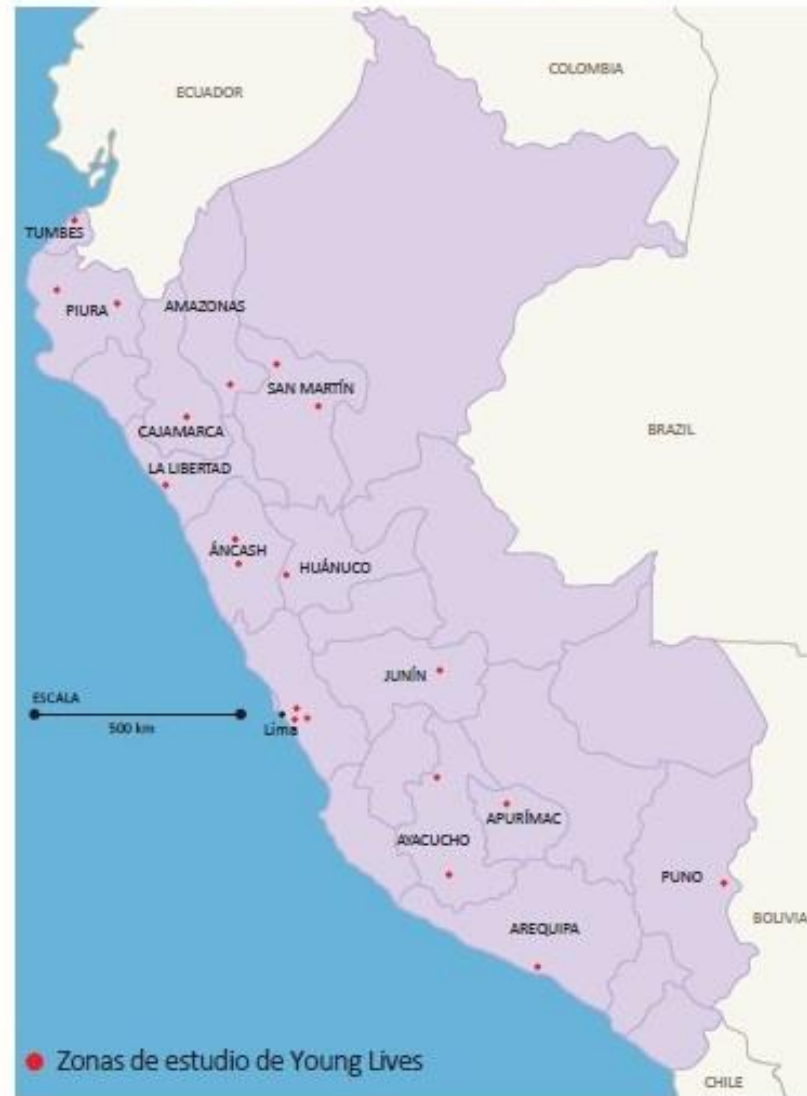 COLOMBIA
ECUADOR
TUMBES
PIURA
AMAZONAS
SAN MARTÍN
CAJAMARCA
BRAZIL
LA LIBERTAD
ÁNCASH
HUÁNUCO
JUNÍN
ESCALA
500 km
Lima
APURÍMAC
AYACUCHO
PUNO
BOLIVIA
AREQUIPA
Zonas de estudio de Young Lives
CHILE